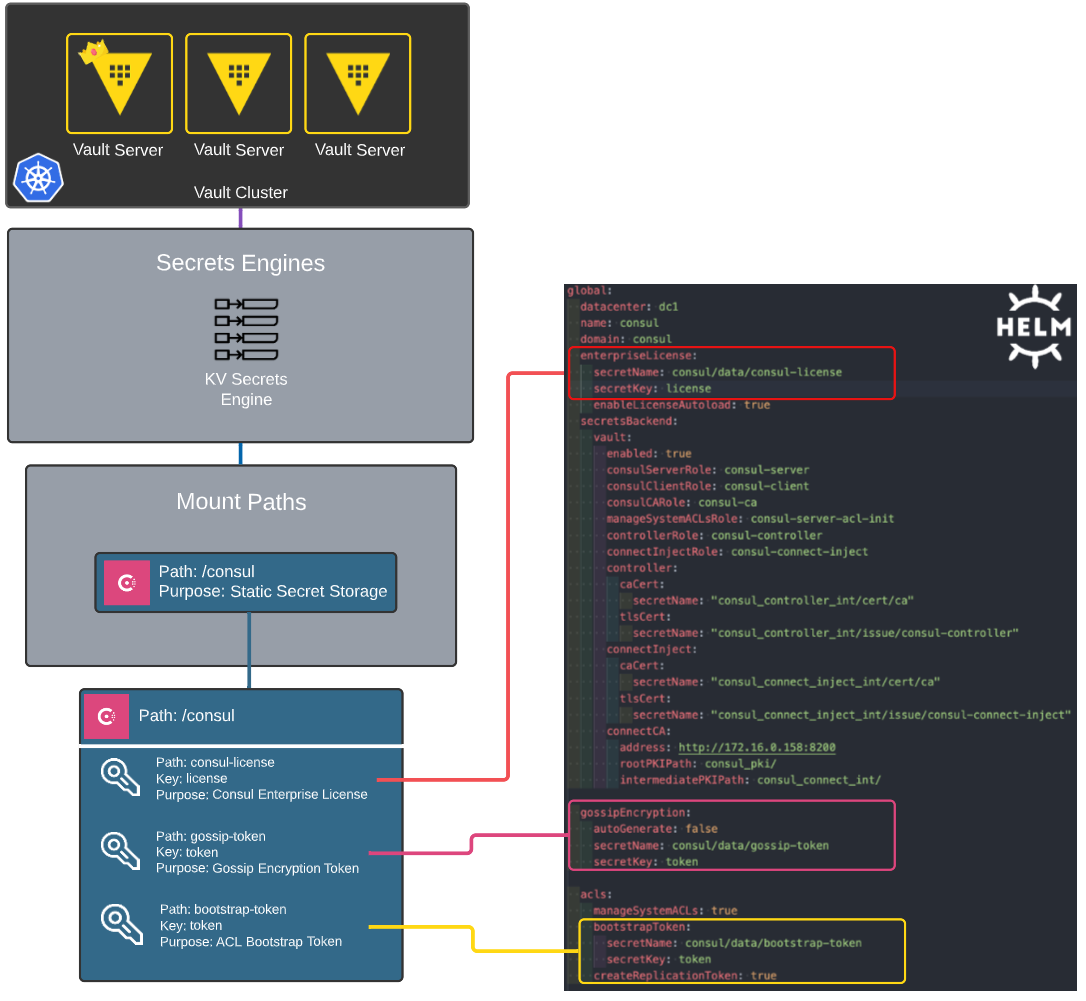 Vault Server
Vault Server
Vault Server
Vault Cluster
Secrets Engines
KV Secrets
Engine
Mount Paths
Path: /consul
Purpose: Static Secret Storage
Path: /consul
Path: consul-license
Key: license
Purpose: Consul Enterprise License
Path: gossip-token
Key: token
Purpose: Gossip Encryption Token
Path: bootstrap-token
Key: token
Purpose: ACL Bootstrap Token
HELM
global:
datacenter: dc1
name: consul
domain: consul
enterpriseLicense:
secretName: consul/data/consul-license
secretKey: license
enableLicenseAutoload: true
secretsBackend:
vault:
enabled: true
consulServerRole: consul-server
consulClientRole: consul-client
consulCARole: consul-ca
manageSystemACLsRole: consul-server-acl-init
controllerRole: consul-controller
connectInjectRole: consul-connect-inject
controller:
caCert:
secretName: "consul_controller_int/cert/ca"
tlsCert:
secretName: "consul_controller_int/issue/consul-controller"
connectInject:
caCert:
secretName: "consul_connect_inject_int/cert/ca"
tlsCert:
secretName: "consul_connect_inject_int/issue/consul-connect-inject"
connectCA:
address: http://172.16.0.158:8200
rootPKIPath: consul_pki/
intermediatePKIPath: consul_connect_int/
gossipEncryption:
autoGenerate: false
secretName: consul/data/gossip-token
secretKey: token
acls:
manageSystemACLs: true
bootstrapToken:
secretName: consul/data/bootstrap-token
secretKey: token
createReplicationToken: true